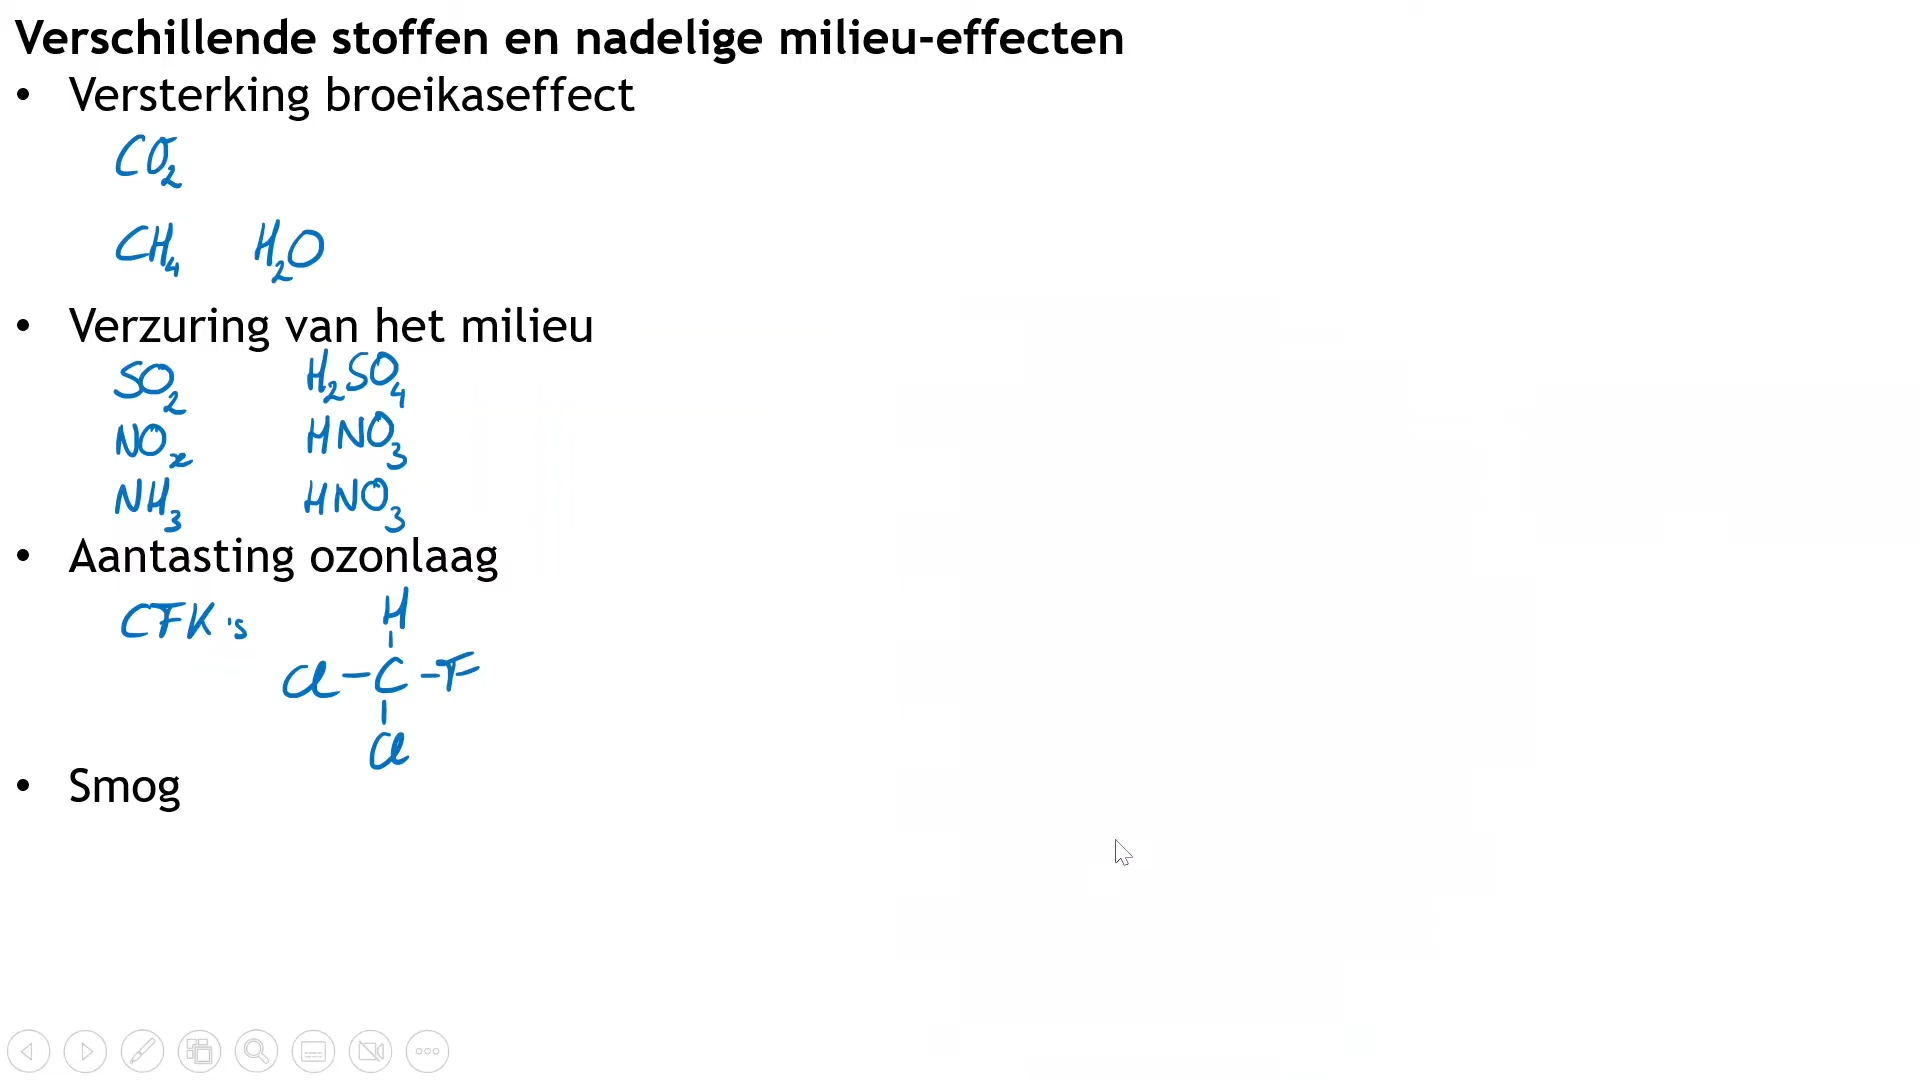 Verschillende stoffen en nadelige milieu-effecten
• Versterking broeikaseffect
CO₂
CH₄ H₂O
• Verzuring van het milieu
SO₂ H₂SO₄
NOₓ HNO₃
NH₃ HNO₃
• Aantasting ozonlaag
CFK's
H
Cl-C-F
Cl
• Smog